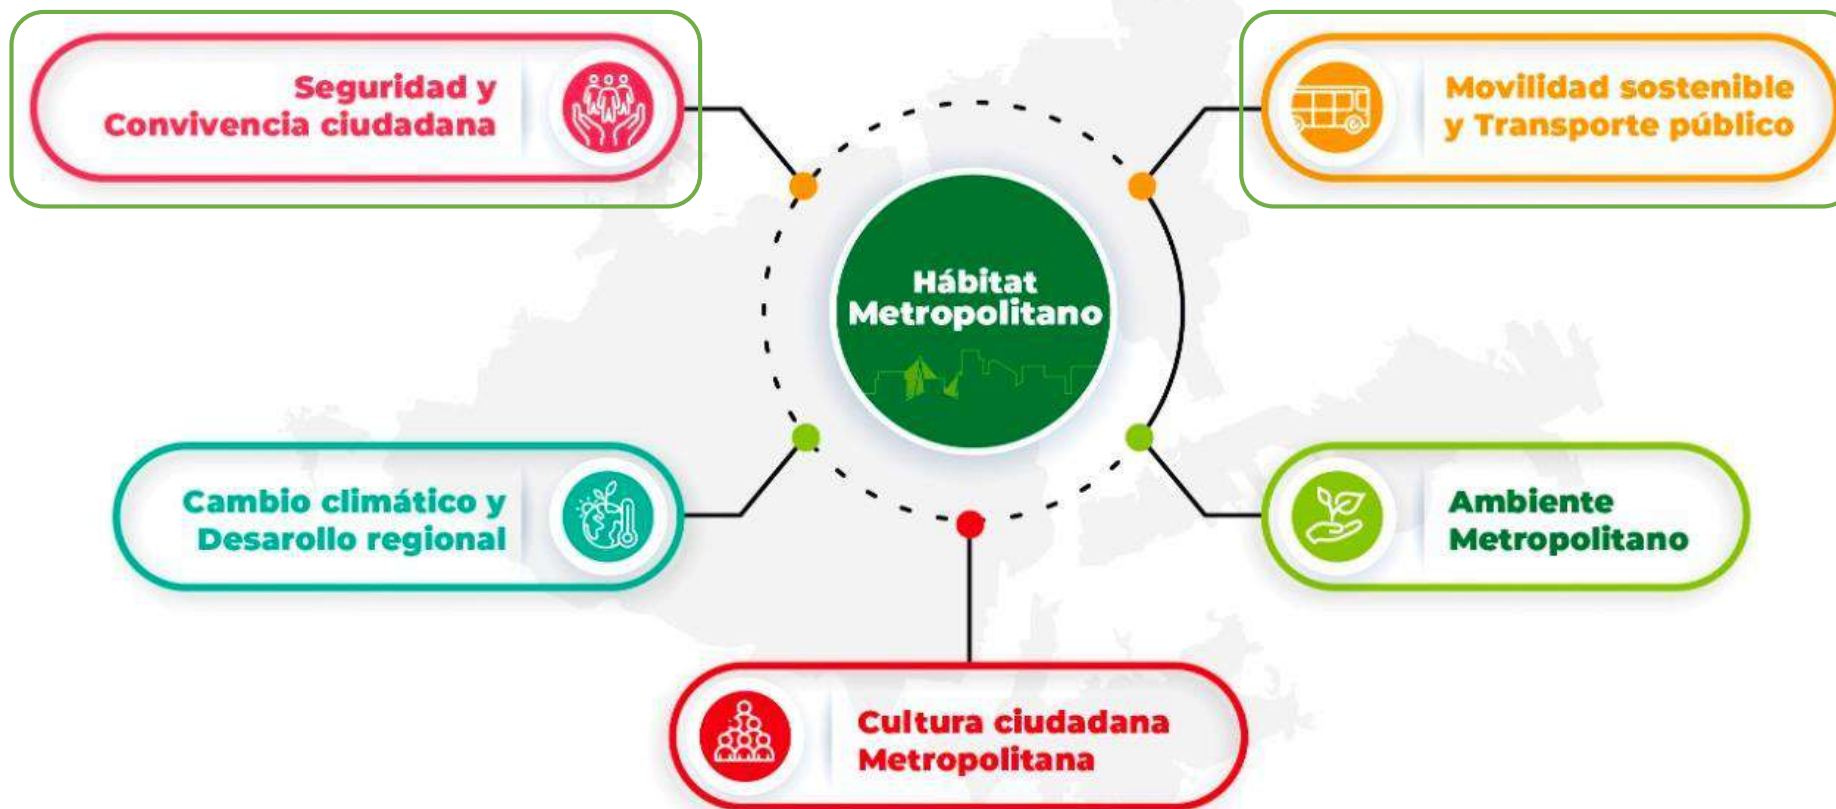 Seguridad y
Convivencia ciudadana
Movilidad sostenible
y Transporte público
Hábitat
Metropolitano
Cambio climático y
Desarollo regional
Ambiente
Metropolitano
Cultura ciudadana
Metropolitana